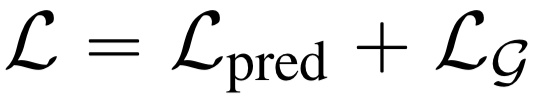 ℒ = ℒ_pred + ℒ_𝒢